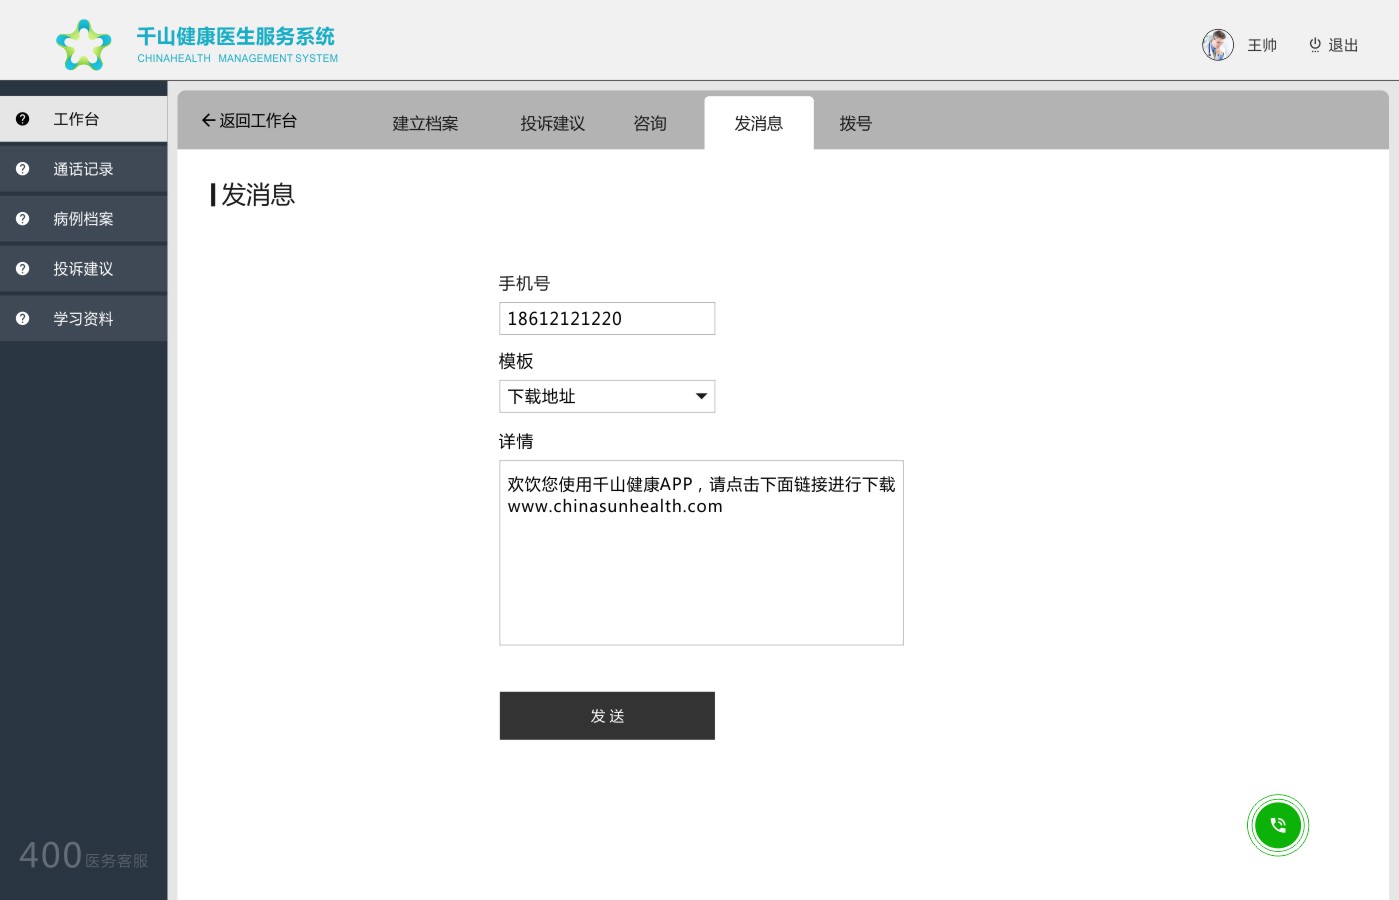 千山健康医生服务系统
CHINAHEALTH MANAGEMENT SYSTEM
王帅
退出
工作台
通话记录
病例档案
投诉建议
学习资料
400医务客服
返回工作台
建立档案
投诉建议
咨询
发消息
拨号
发消息
手机号
18612121220
模板
下载地址
详情
欢饮您使用千山健康APP，请点击下面链接进行下载
www.chinasunhealth.com
发 送